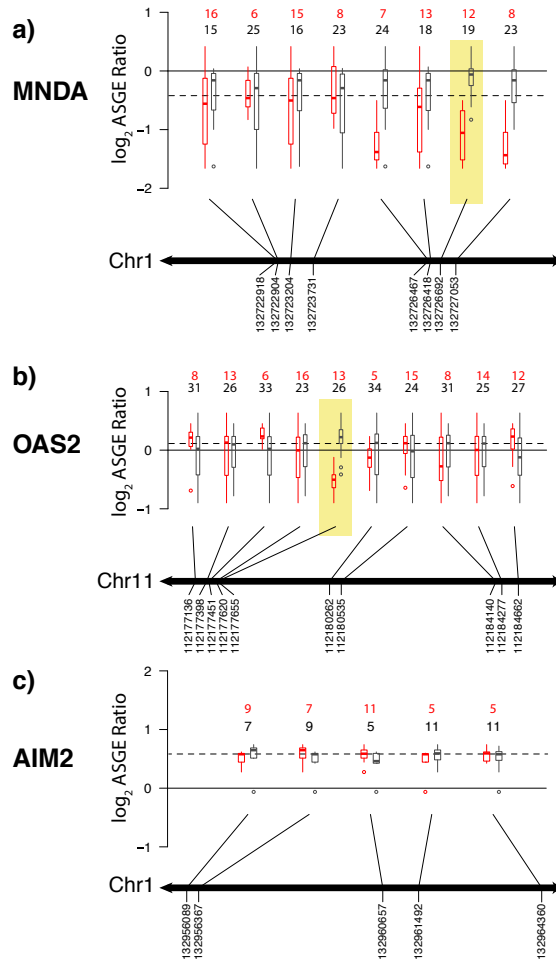 a)
MNDA
log2 ASGE Ratio
1
0
−1
−2
16 6 15 8 7 13 12 8
15 25 16 23 24 18 19 23
Chr1
132722918
132722904
132723204
132723731
132726467
132726418
132726692
132727053
b)
OAS2
log2 ASGE Ratio
1
0
−1
8 13 6 16 13 5 15 8 14 12
31 26 33 23 26 34 24 31 25 27
Chr11
112177136
112177398
112177451
112177620
112177655
112180262
112180535
112184140
112184277
112184662
c)
AIM2
log2 ASGE Ratio
2
1
0
−1
9 7 11 5 5
7 9 5 11 11
Chr1
132956089
132956367
132960657
132961492
132964360